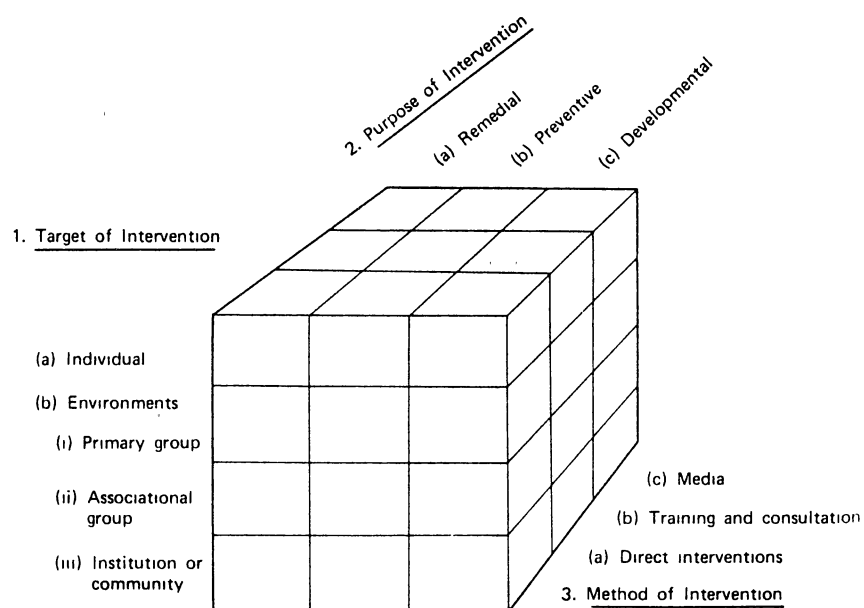 2. Purpose of Intervention
(a) Remedial
(b) Preventive
(c) Developmental
1. Target of Intervention
(a) Individual
(b) Environments
(i) Primary group
(ii) Associational
group
(iii) Institution or
community
(c) Media
(b) Training and consultation
(a) Direct interventions
3. Method of Intervention